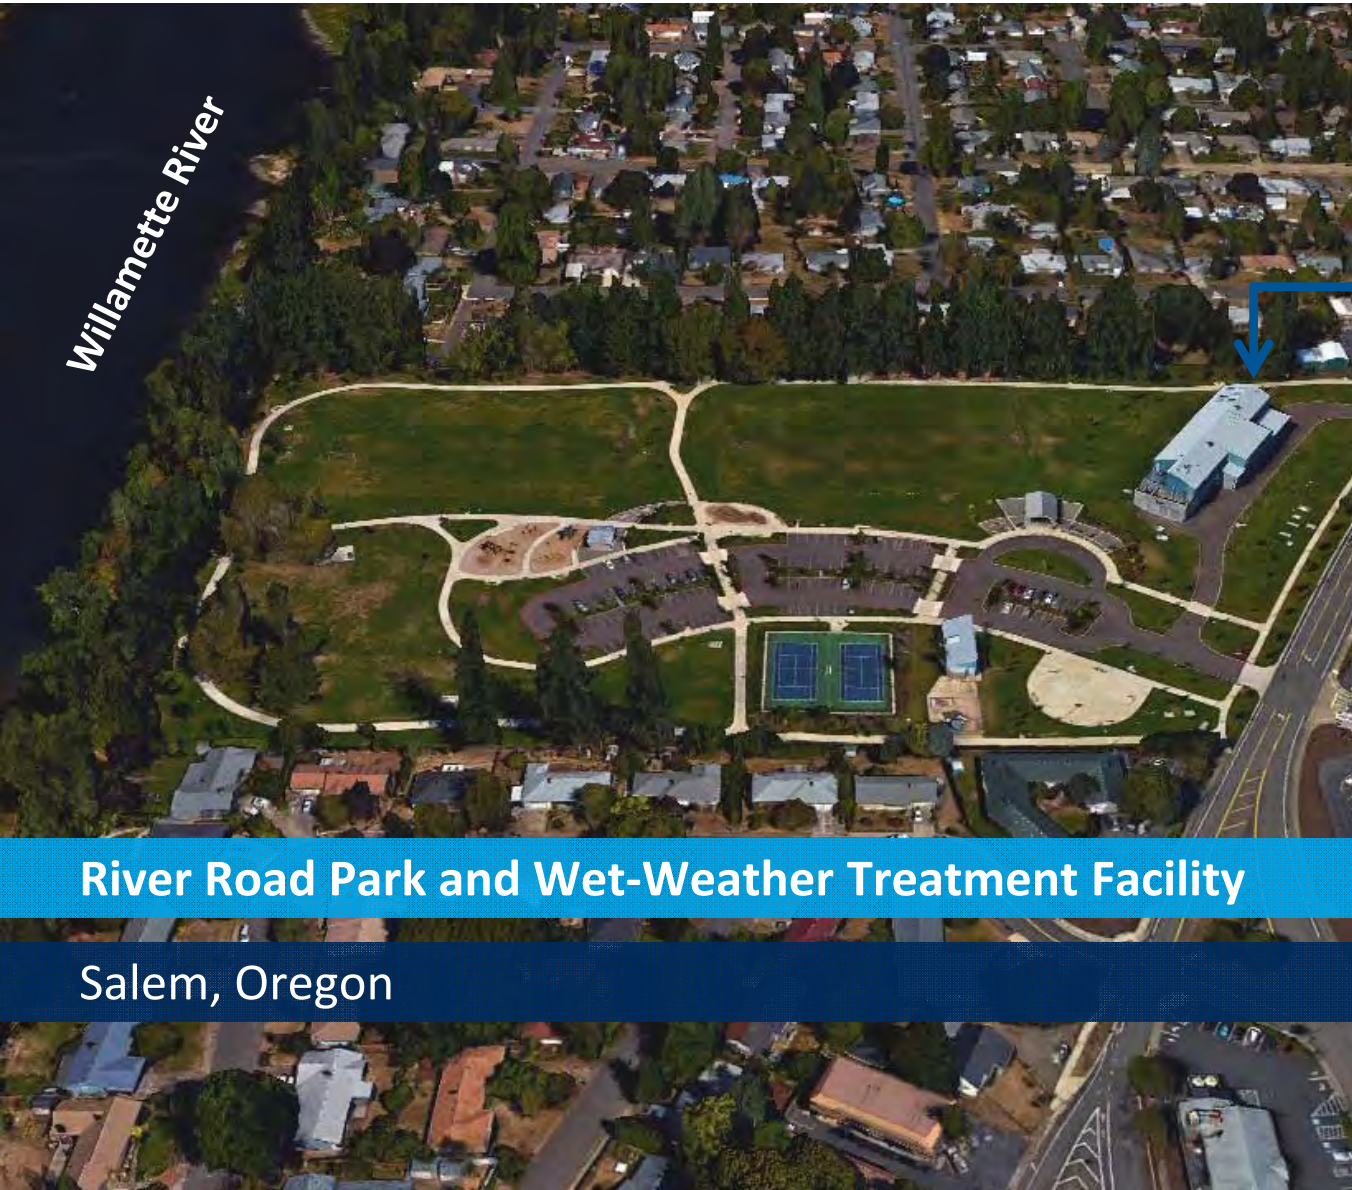 Willamette River
River Road Park and Wet-Weather Treatment Facility
Salem, Oregon